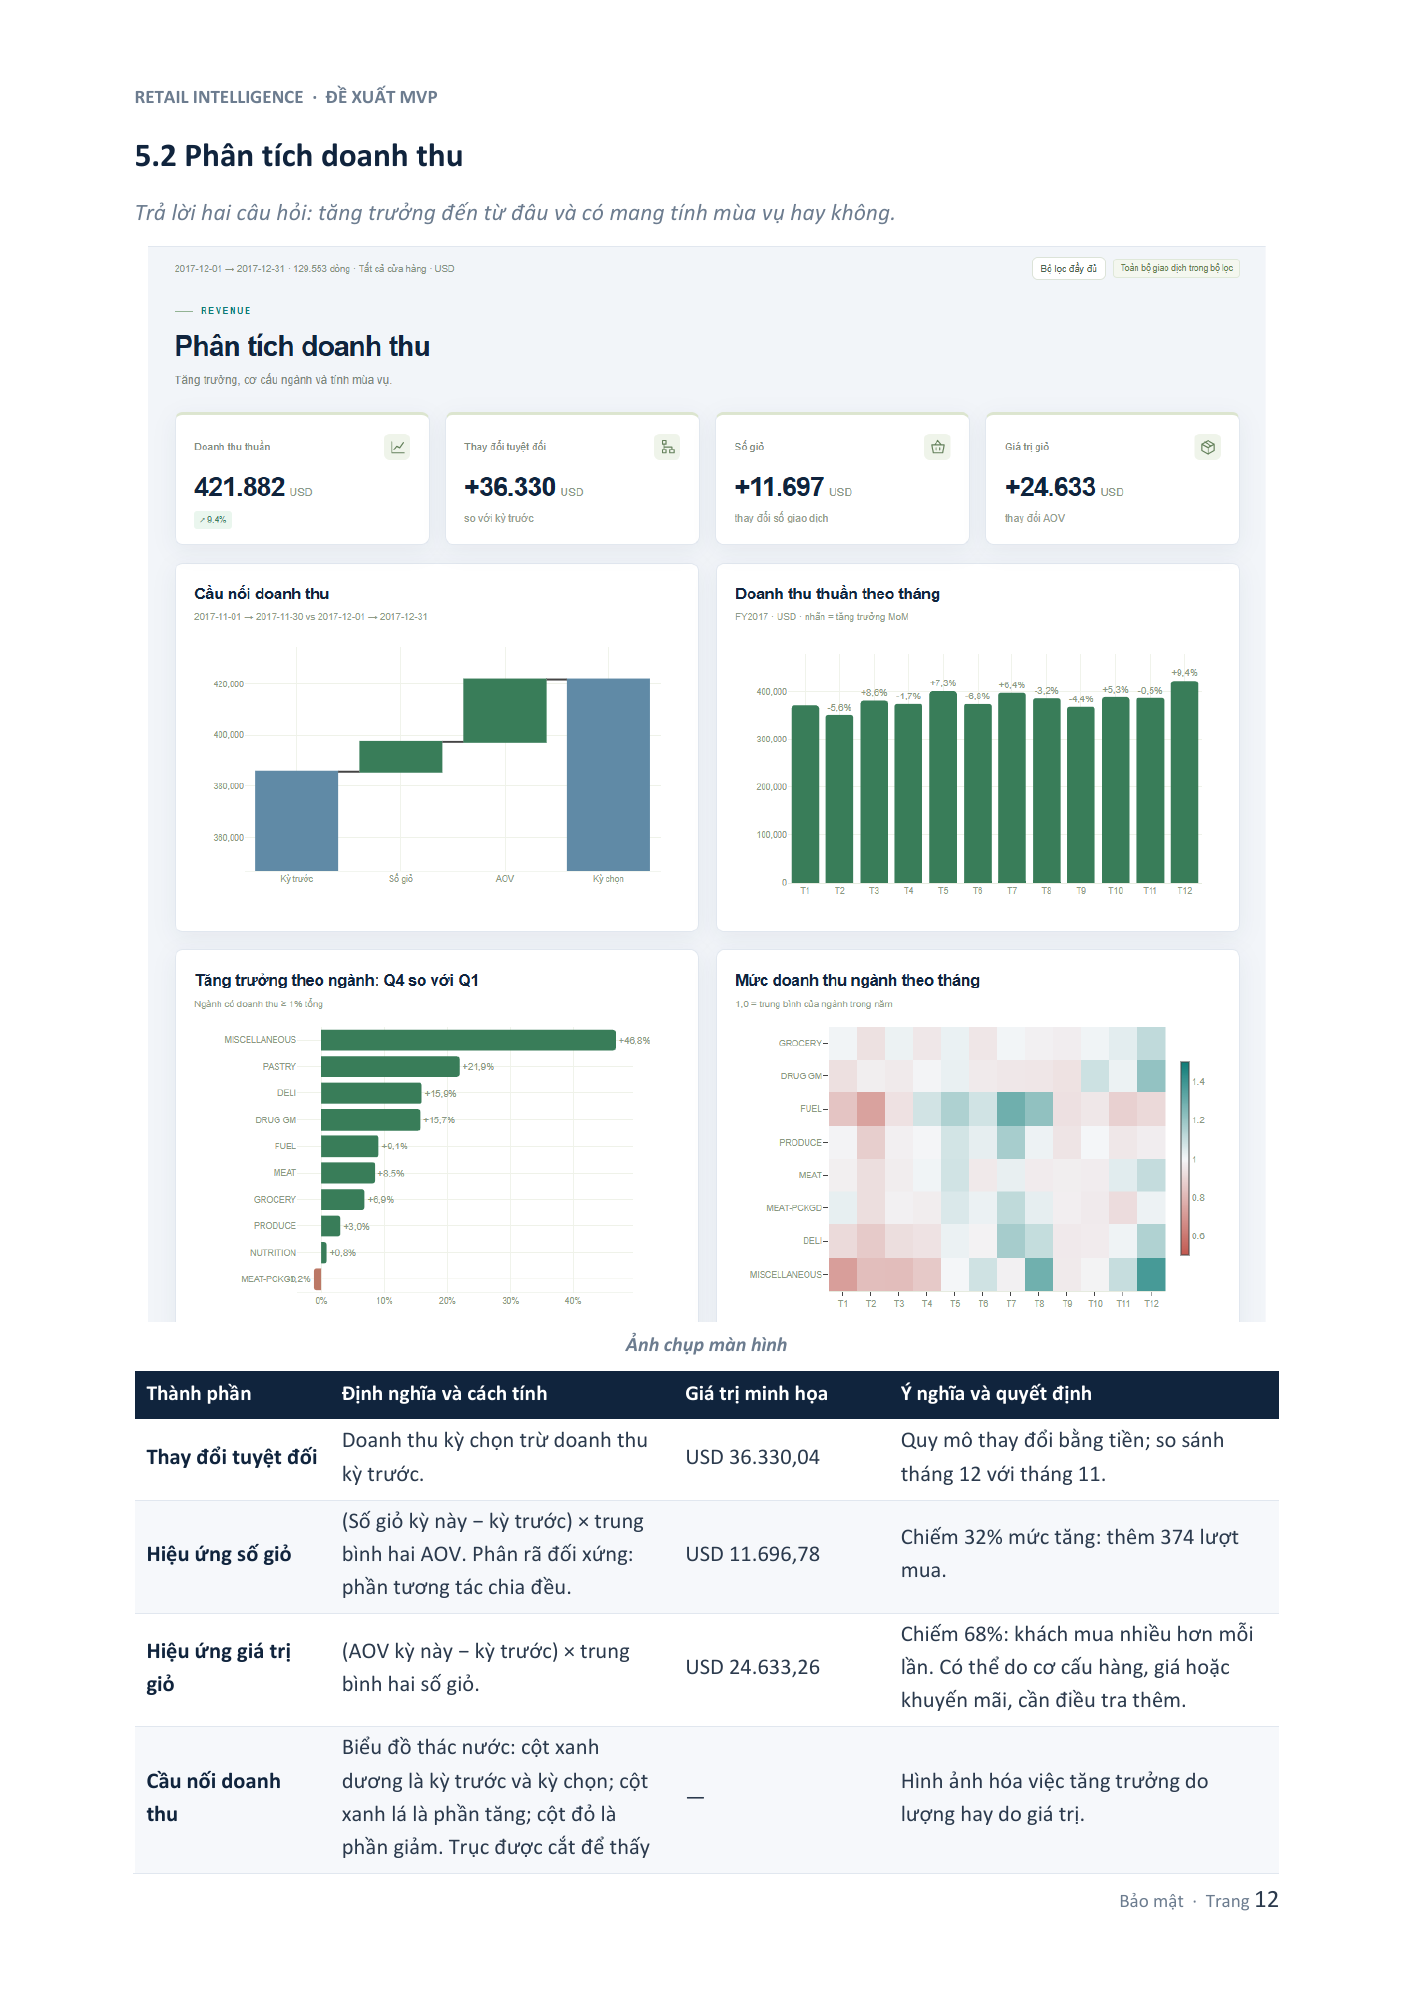 RETAIL INTELLIGENCE · ĐỀ XUẤT MVP
5.2 Phân tích doanh thu
Trả lời hai câu hỏi: tăng trưởng đến từ đâu và có mang tính mùa vụ hay không.
2017-12-01 → 2017-12-31 · 129.553 dòng · Tất cả cửa hàng · USD
Bộ lọc đầy đủ
Toàn bộ giao dịch trong bộ lọc
REVENUE
Phân tích doanh thu
Tăng trưởng, cơ cấu ngành và tính mùa vụ.
Doanh thu thuần
421.882 USD
↗ 9,4%
Thay đổi tuyệt đối
+36.330 USD
so với kỳ trước
Số giỏ
+11.697 USD
thay đổi số giao dịch
Giá trị giỏ
+24.633 USD
thay đổi AOV
Cầu nối doanh thu
2017-11-01 → 2017-11-30 vs 2017-12-01 → 2017-12-31
420,000
400,000
380,000
360,000
Kỳ trước
Số giỏ
AOV
Kỳ chọn
Doanh thu thuần theo tháng
FY2017 · USD · nhãn = tăng trưởng MoM
400,000
300,000
200,000
100,000
0
-5,6%
+8,6%
-1,7%
+7,3%
-6,8%
+6,4%
-3,2%
-4,4%
+5,3%
-0,5%
+9,4%
T1 T2 T3 T4 T5 T6 T7 T8 T9 T10 T11 T12
Tăng trưởng theo ngành: Q4 so với Q1
Ngành có doanh thu ≥ 1% tổng
MISCELLANEOUS +46,8%
PASTRY +21,9%
DELI +15,9%
DRUG GM +15,7%
FUEL +9,1%
MEAT +8,5%
GROCERY +6,9%
PRODUCE +3,0%
NUTRITION +0,8%
0% 10% 20% 30% 40%
Mức doanh thu ngành theo tháng
1,0 = trung bình của ngành trong năm
GROCERY
DRUG GM
FUEL
PRODUCE
MEAT
MEAT-PCKGD
DELI
MISCELLANEOUS
T1 T2 T3 T4 T5 T6 T7 T8 T9 T10 T11 T12
1.4
1.2
1
0.8
0.6
Ảnh chụp màn hình
Thành phần
Định nghĩa và cách tính
Giá trị minh họa
Ý nghĩa và quyết định
Thay đổi tuyệt đối
Doanh thu kỳ chọn trừ doanh thu
kỳ trước.
USD 36.330,04
Quy mô thay đổi bằng tiền; so sánh
tháng 12 với tháng 11.
Hiệu ứng số giỏ
(Số giỏ kỳ này − kỳ trước) × trung
bình hai AOV. Phân rã đối xứng:
phần tương tác chia đều.
USD 11.696,78
Chiếm 32% mức tăng: thêm 374 lượt
mua.
Hiệu ứng giá trị
giỏ
(AOV kỳ này − kỳ trước) × trung
bình hai số giỏ.
USD 24.633,26
Chiếm 68%: khách mua nhiều hơn mỗi
lần. Có thể do cơ cấu hàng, giá hoặc
khuyến mãi, cần điều tra thêm.
Cầu nối doanh
thu
Biểu đồ thác nước: cột xanh
dương là kỳ trước và kỳ chọn; cột
xanh lá là phần tăng; cột đỏ là
phần giảm. Trục được cắt để thấy
—
Hình ảnh hóa việc tăng trưởng do
lượng hay do giá trị.
Bảo mật · Trang 12